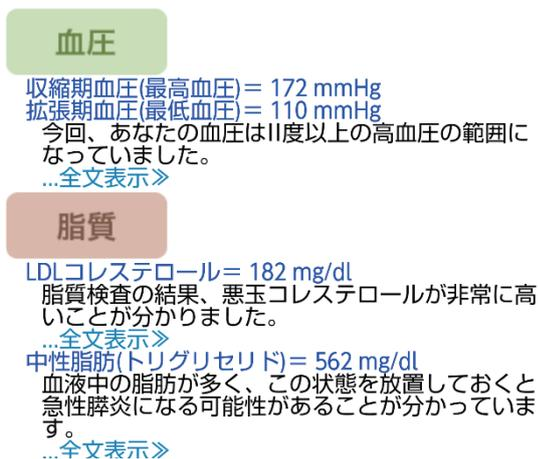 血圧
収縮期血圧(最高血圧)= 172 mmHg
拡張期血圧(最低血圧)= 110 mmHg
今回、あなたの血圧はII度以上の高血圧の範囲に
なっていました。
...全文表示≫
脂質
LDLコレステロール= 182 mg/dl
脂質検査の結果、悪玉コレステロールが非常に高
いことが分かりました。
...全文表示≫
中性脂肪(トリグリセリド)= 562 mg/dl
血液中の脂肪が多く、この状態を放置しておくと
急性膵炎になる可能性があることが分かっていま
す。
...全文表示≫